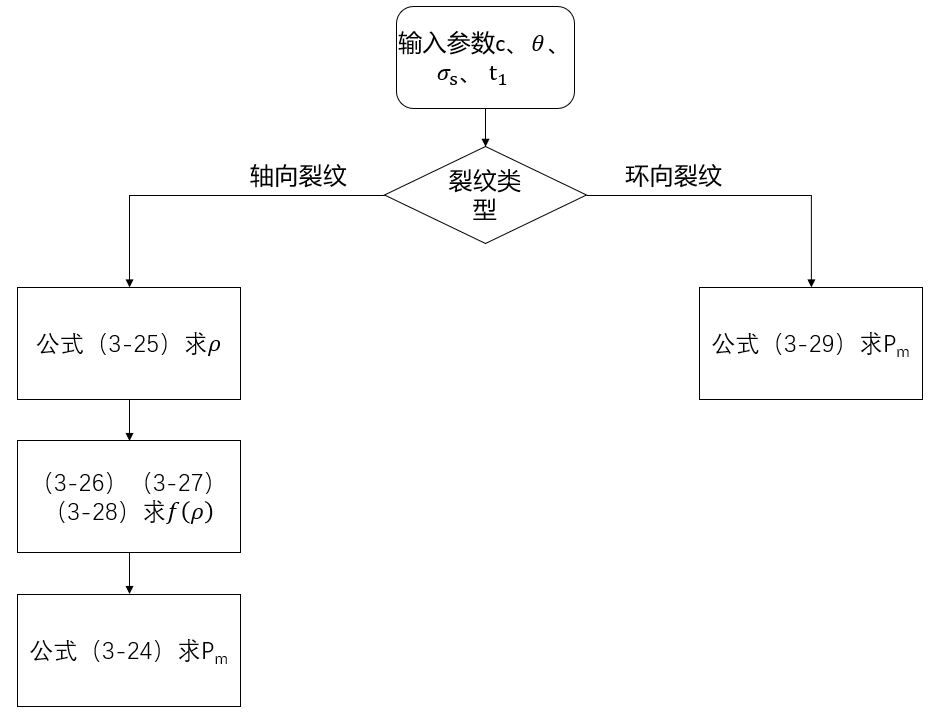 输入参数c、𝜃、
𝜎s、 t1
轴向裂纹
裂纹类
型
环向裂纹
公式（3-25）求𝜌
公式（3-29）求Pm
（3-26）（3-27）
（3-28）求𝑓(𝜌)
公式（3-24）求Pm